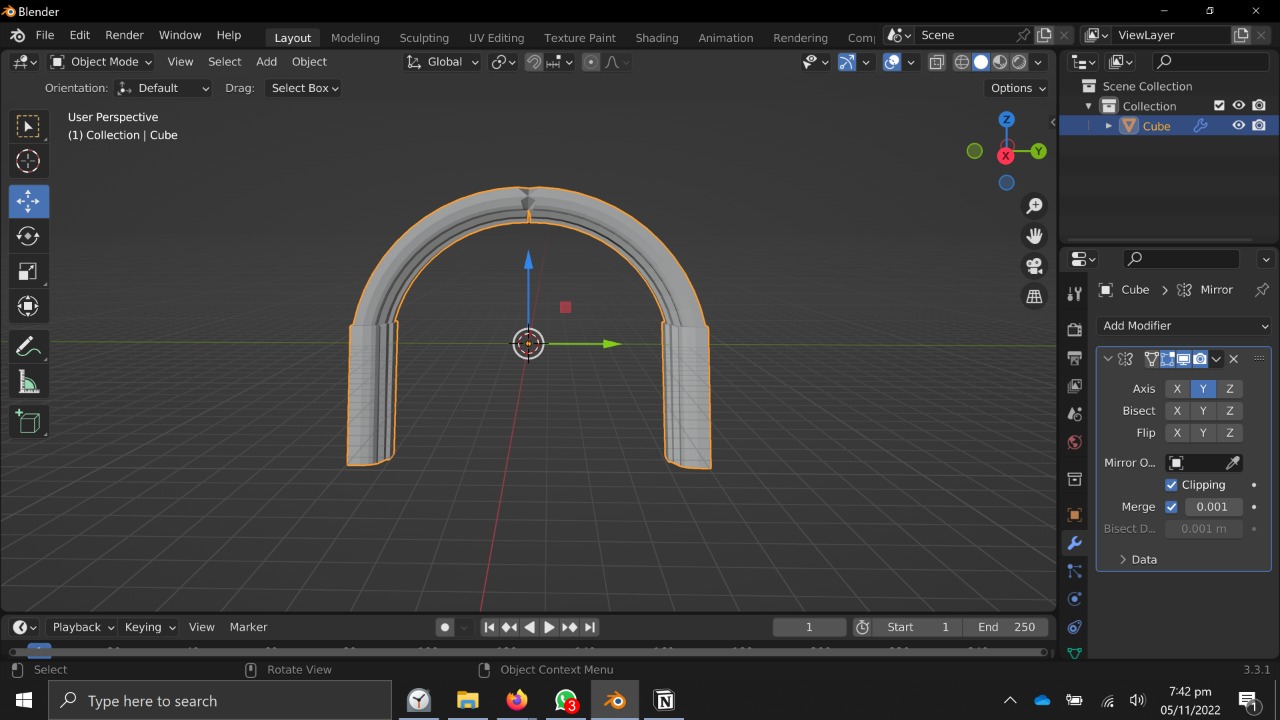 Blender
File Edit Render Window Help Layout Modeling Sculpting UV Editing Texture Paint Shading Animation Rendering Com Scene ViewLayer
Object Mode View Select Add Object Global
Orientation: Default Drag: Select Box Options
User Perspective
(1) Collection | Cube
Z
Y
X
Scene Collection
Collection
Cube
Cube > Mirror
Add Modifier
Axis X Y Z
Bisect X Y Z
Flip X Y Z
Mirror O...
Clipping
Merge 0.001
Bisect D... 0.001 m
Data
Playback Keying View Marker 1 Start 1 End 250
Select Rotate View Object Context Menu 3.3.1
Type here to search
3
7:42 pm
05/11/2022
1